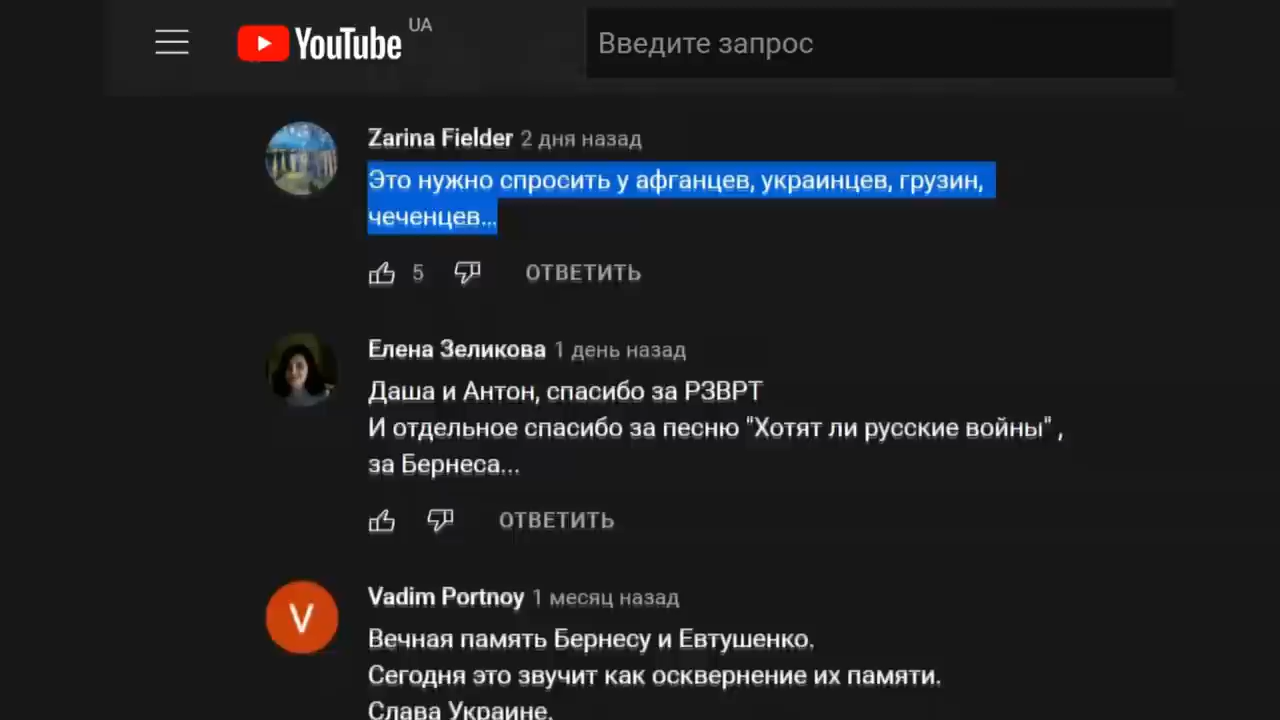 YouTube UA
Введите запрос
Zarina Fielder 2 дня назад
Это нужно спросить у афганцев, украинцев, грузин,
чеченцев...
5 ОТВЕТИТЬ
Елена Зеликова 1 день назад
Даша и Антон, спасибо за РЗВРТ
И отдельное спасибо за песню "Хотят ли русские войны" ,
за Бернеса...
ОТВЕТИТЬ
V
Vadim Portnoy 1 месяц назад
Вечная память Бернесу и Евтушенко.
Сегодня это звучит как осквернение их памяти.
Слава Украине.